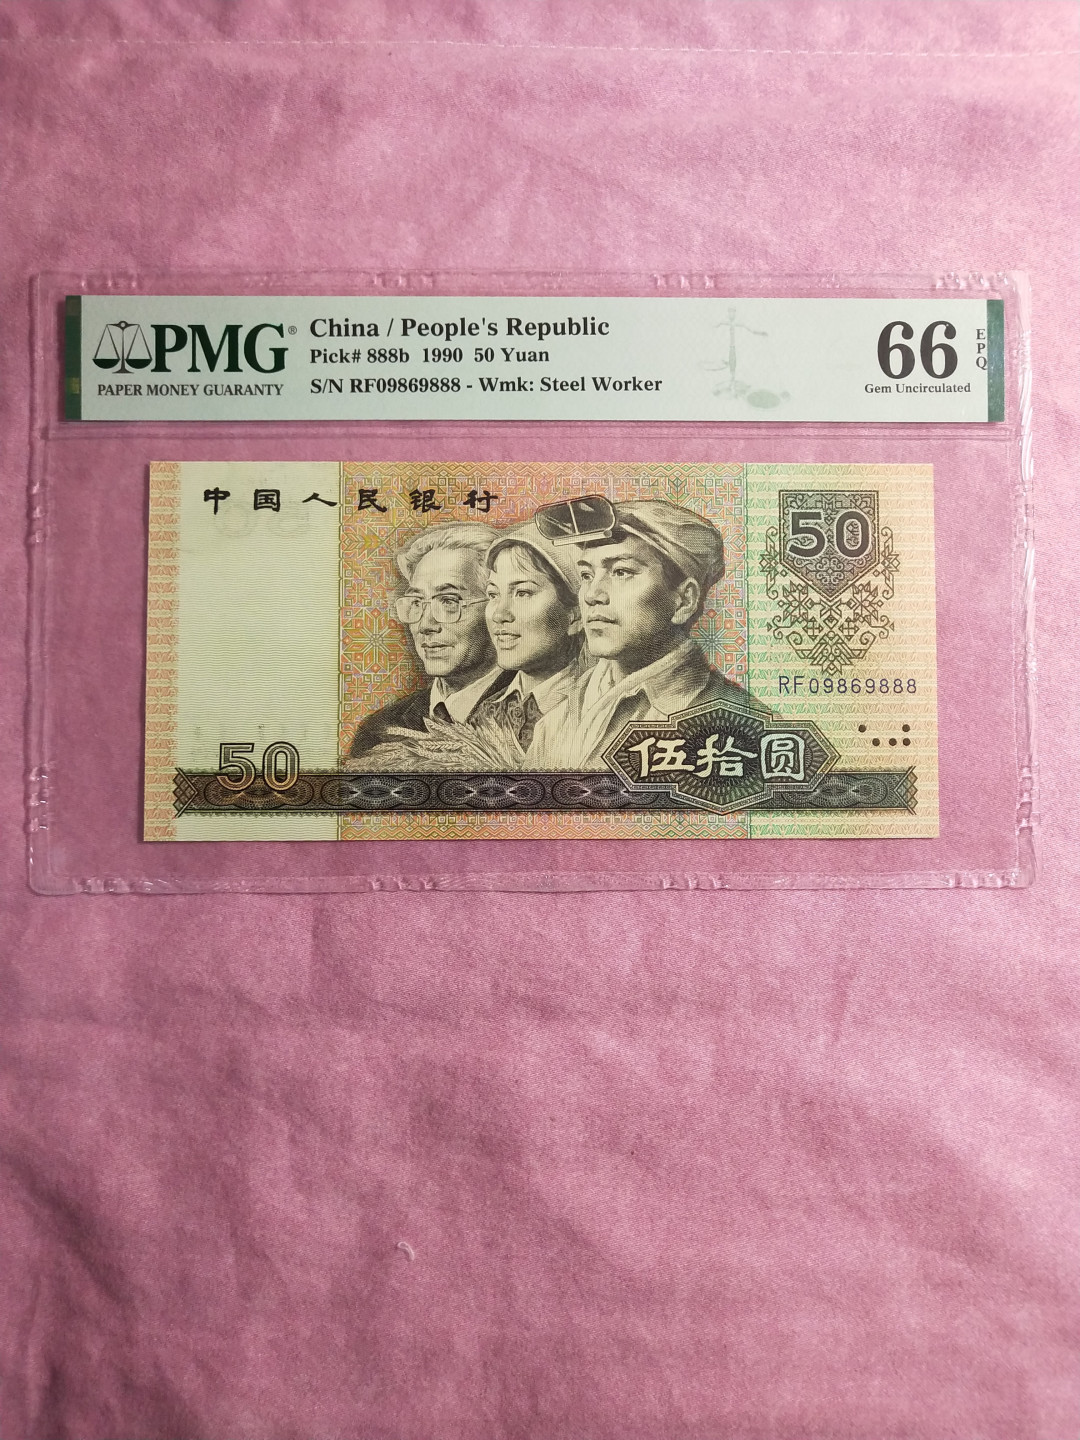 PMG®
PAPER MONEY GUARANTY
China / People's Republic
Pick# 888b 1990 50 Yuan
S/N RF09869888 - Wmk: Steel Worker
66
EPQ
Gem Uncirculated
中国人民银行
50
RF09869888
50
伍拾圆